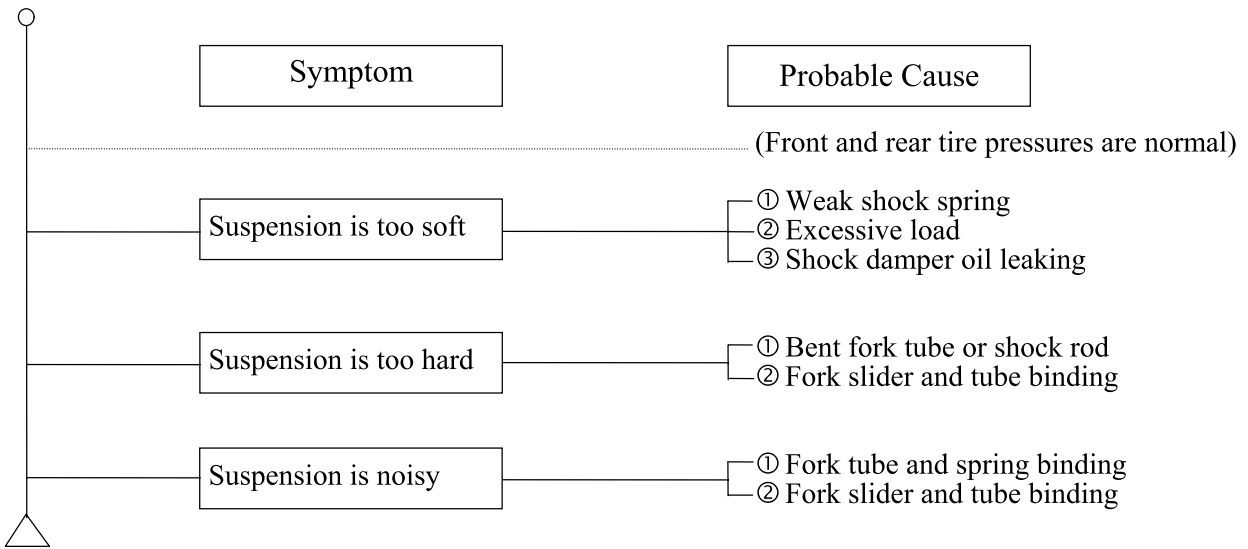 Symptom
Probable Cause
(Front and rear tire pressures are normal)
Suspension is too soft
① Weak shock spring
② Excessive load
③ Shock damper oil leaking
Suspension is too hard
① Bent fork tube or shock rod
② Fork slider and tube binding
Suspension is noisy
① Fork tube and spring binding
② Fork slider and tube binding